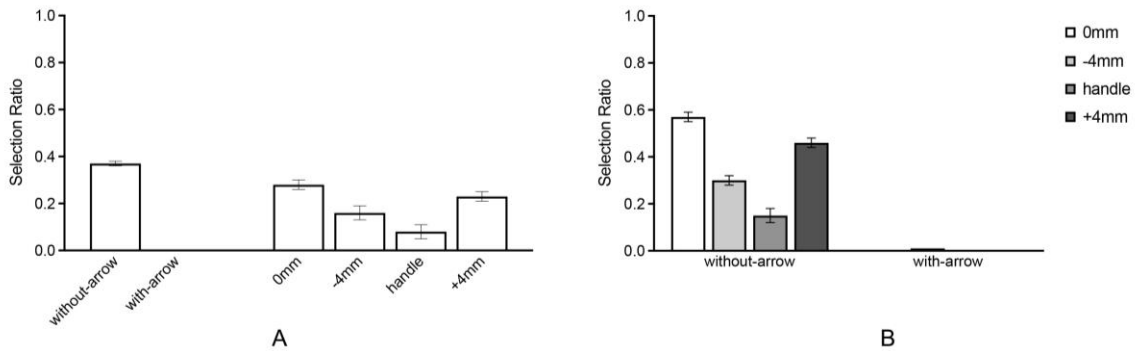 Selection Ratio
1.0
0.8
0.6
0.4
0.2
0.0
without-arrow
with-arrow
0mm
-4mm
handle
+4mm
A
Selection Ratio
1.0
0.8
0.6
0.4
0.2
0.0
without-arrow
with-arrow
0mm
-4mm
handle
+4mm
B